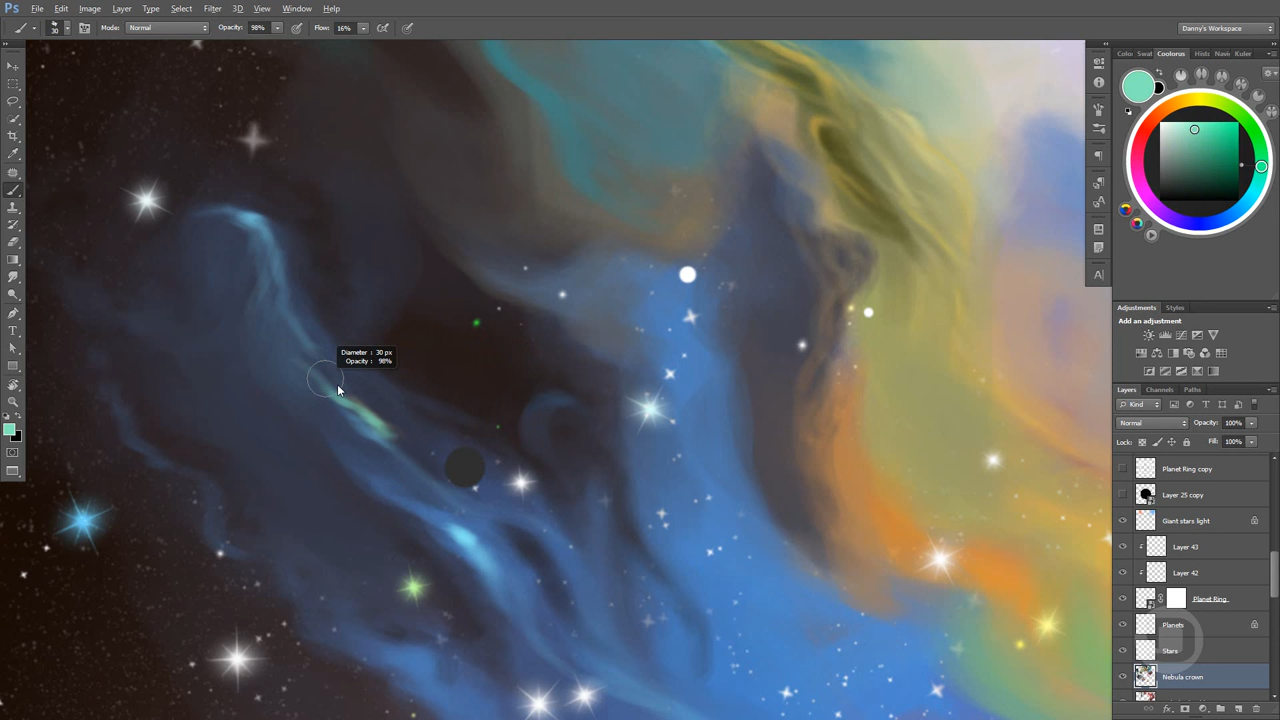 Ps File Edit Image Layer Type Select Filter 3D View Window Help
30 Mode: Normal Opacity: 98% Flow: 16% Danny's Workspace
Color Swat Coolorus Navi Kuler
Diameter : 30 px
Opacity : 98%
Adjustments Styles
Add an adjustment
Layers Channels Paths
Kind
Normal Opacity: 100%
Lock: Fill: 100%
Planet Ring copy
Layer 25 copy
Giant stars light
Layer 43
Layer 42
Planet Ring
Planets
Stars
Nebula crown
fx